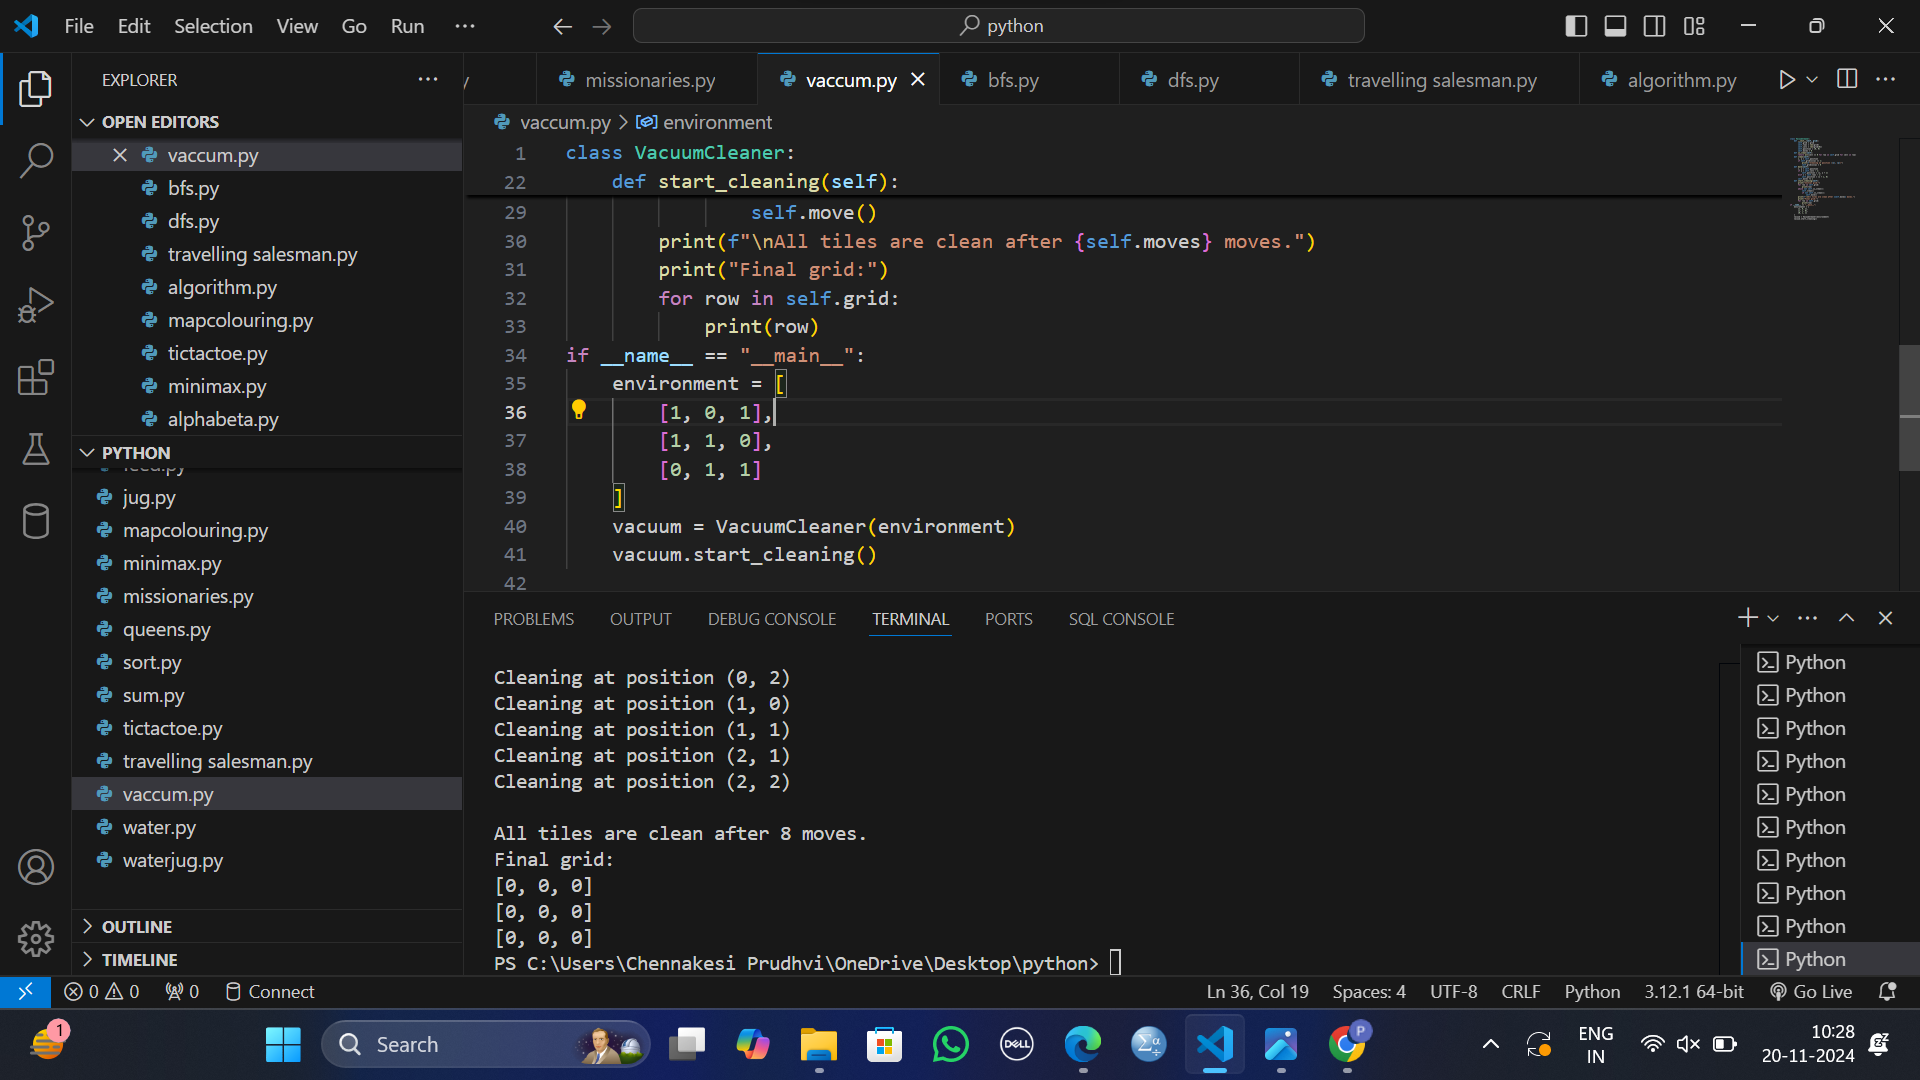 File Edit Selection View Go Run ··· python
EXPLORER ···
OPEN EDITORS
vaccum.py
bfs.py
dfs.py
travelling salesman.py
algorithm.py
mapcolouring.py
tictactoe.py
minimax.py
alphabeta.py
PYTHON
feed.py
jug.py
mapcolouring.py
minimax.py
missionaries.py
queens.py
sort.py
sum.py
tictactoe.py
travelling salesman.py
vaccum.py
water.py
waterjug.py
OUTLINE
TIMELINE
y missionaries.py vaccum.py bfs.py dfs.py travelling salesman.py algorithm.py
vaccum.py > environment
1 class VacuumCleaner:
22 def start_cleaning(self):
29 self.move()
30 print(f"\nAll tiles are clean after {self.moves} moves.")
31 print("Final grid:")
32 for row in self.grid:
33 print(row)
34 if __name__ == "__main__":
35 environment = [
36 [1, 0, 1],
37 [1, 1, 0],
38 [0, 1, 1]
39 ]
40 vacuum = VacuumCleaner(environment)
41 vacuum.start_cleaning()
42
PROBLEMS OUTPUT DEBUG CONSOLE TERMINAL PORTS SQL CONSOLE
Cleaning at position (0, 2)
Cleaning at position (1, 0)
Cleaning at position (1, 1)
Cleaning at position (2, 1)
Cleaning at position (2, 2)
All tiles are clean after 8 moves.
Final grid:
[0, 0, 0]
[0, 0, 0]
[0, 0, 0]
PS C:\Users\Chennakesi Prudhvi\OneDrive\Desktop\python>
Python
Python
Python
Python
Python
Python
Python
Python
Python
Python
0 0 0 Connect Ln 36, Col 19 Spaces: 4 UTF-8 CRLF Python 3.12.1 64-bit Go Live
1 Search DELL P ENG IN 10:28 20-11-2024